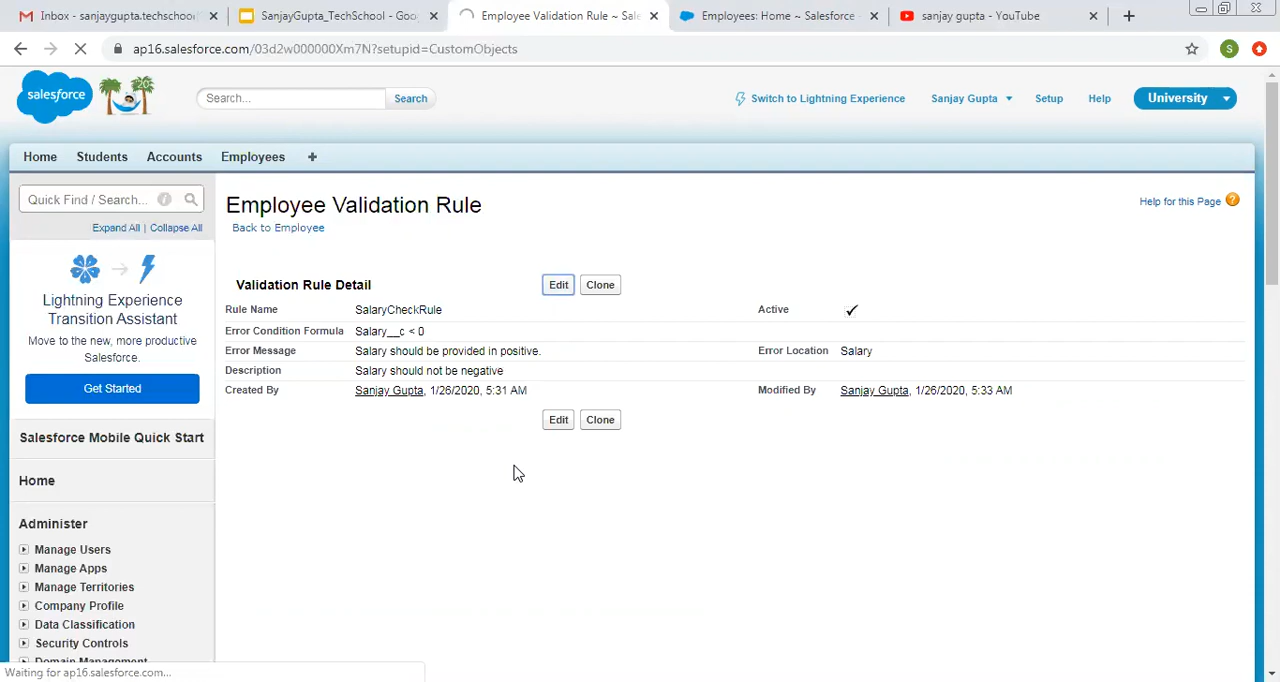 Inbox - sanjaygupta.techschool
SanjayGupta_TechSchool - Goo
Employee Validation Rule ~ Sale
Employees: Home ~ Salesforce -
sanjay gupta - YouTube
ap16.salesforce.com/03d2w000000Xm7N?setupid=CustomObjects
S
salesforce
20
Search...
Search
Switch to Lightning Experience
Sanjay Gupta
Setup
Help
University
Home
Students
Accounts
Employees
+
Quick Find / Search...
Expand All | Collapse All
Lightning Experience
Transition Assistant
Move to the new, more productive
Salesforce.
Get Started
Salesforce Mobile Quick Start
Home
Administer
Manage Users
Manage Apps
Manage Territories
Company Profile
Data Classification
Security Controls
Domain Management
Employee Validation Rule
Back to Employee
Help for this Page
Validation Rule Detail
Edit
Clone
Rule Name SalaryCheckRule Active
Error Condition Formula Salary__c < 0
Error Message Salary should be provided in positive. Error Location Salary
Description Salary should not be negative
Created By Sanjay Gupta, 1/26/2020, 5:31 AM Modified By Sanjay Gupta, 1/26/2020, 5:33 AM
Edit
Clone
Waiting for ap16.salesforce.com...